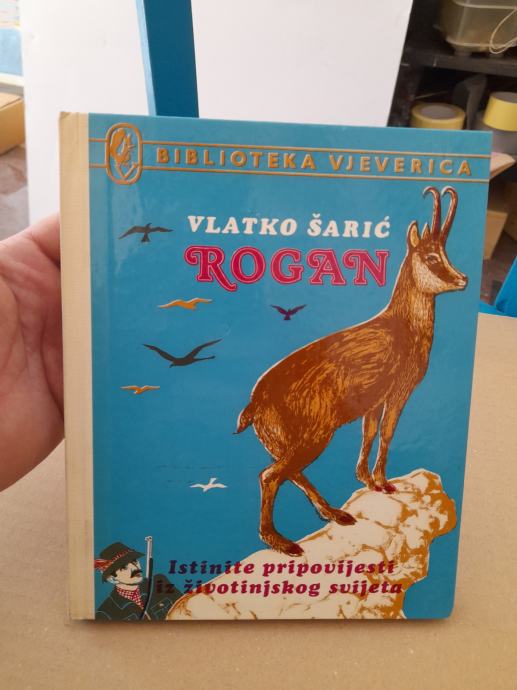 BIBLIOTEKA VJEVERICA
VLATKO ŠARIĆ
ROGAN
Istinite pripovijesti
iz životinjskog svijeta